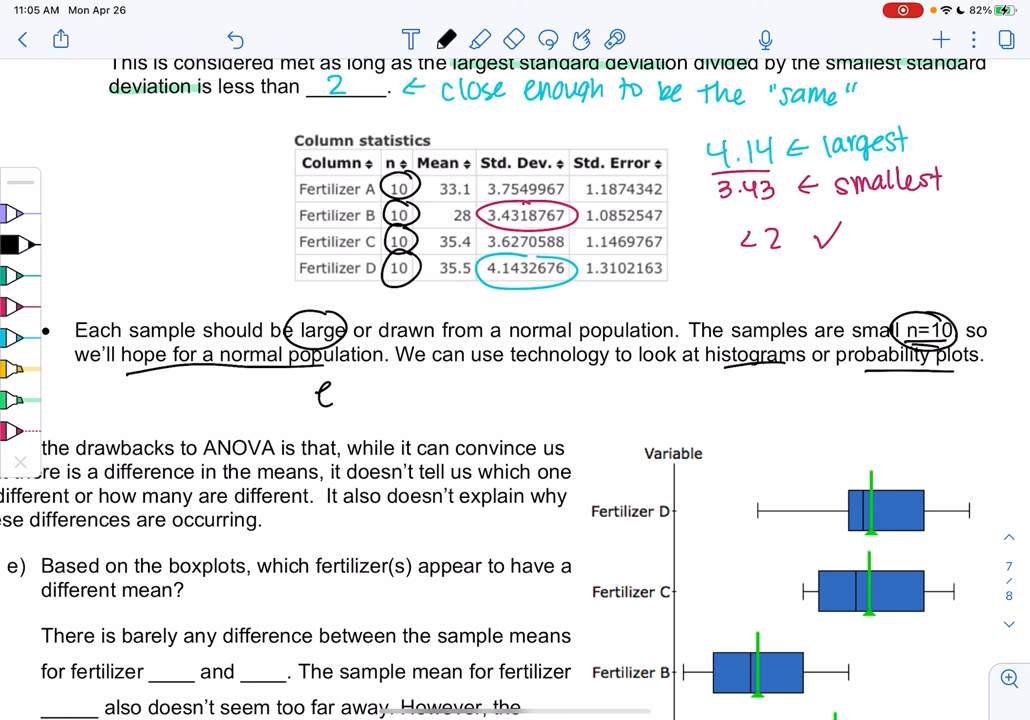 11:05 AM Mon Apr 26
82%
This is considered met as long as the largest standard deviation divided by the smallest standard
deviation is less than 2 . ← close enough to be the "same"
Column statistics
Column n Mean Std. Dev. Std. Error
Fertilizer A 10 33.1 3.7549967 1.1874342
Fertilizer B 10 28 3.4318767 1.0852547
Fertilizer C 10 35.4 3.6270588 1.1469767
Fertilizer D 10 35.5 4.1432676 1.3102163
4.14 ← largest
3.43 ← smallest
<2 ✓
• Each sample should be large or drawn from a normal population. The samples are small n=10, so
we'll hope for a normal population. We can use technology to look at histograms or probability plots.
e
the drawbacks to ANOVA is that, while it can convince us
re is a difference in the means, it doesn't tell us which one
different or how many are different. It also doesn't explain why
se differences are occurring.
e) Based on the boxplots, which fertilizer(s) appear to have a
different mean?
There is barely any difference between the sample means
for fertilizer ____ and ____. The sample mean for fertilizer
_____ also doesn't seem too far away. However, the
Variable
Fertilizer D
Fertilizer C
Fertilizer B
7
/
8